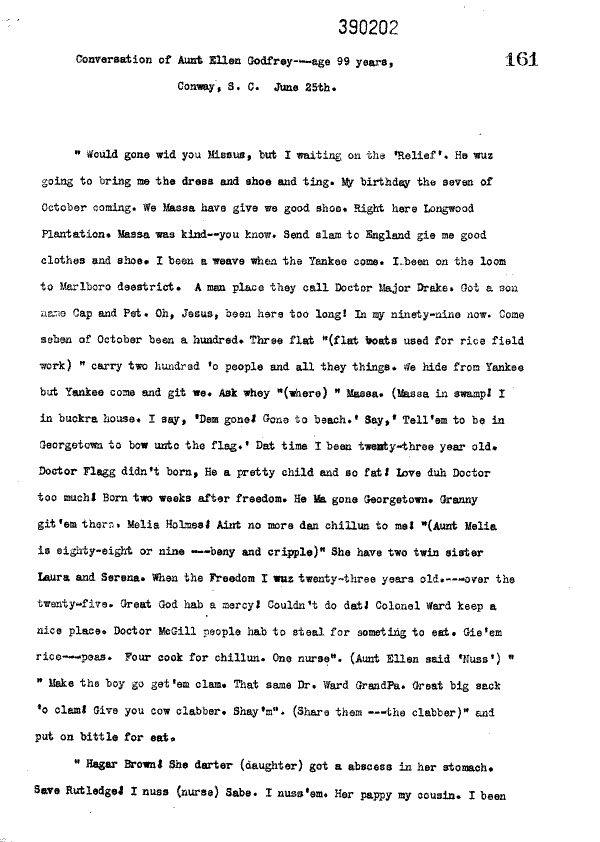 390202
Conversation of Aunt Ellen Godfrey---age 99 years,
161
Conway, S. C.  June 25th.
" Would gone wid you Missus, but I waiting on the 'Relief'. He wuz
going to bring me the dress and shoe and ting. My birthday the seven of
October coming. We Massa have give we good shoe. Right here Longwood
Plantation. Massa was kind--you know. Send slam to England gie me good
clothes and shoe. I been a weave when the Yankee come. I been on the loom
to Marlboro deestrict.  A man place they call Doctor Major Drake. Got a son
name Cap and Pet. Oh, Jesus, been here too long! In my ninety-nine now. Come
seben of October been a hundred. Three flat "(flat boats used for rice field
work) " carry two hundred 'o people and all they things. We hide from Yankee
but Yankee come and git we. Ask whey "(where) " Massa. (Massa in swamp! I
in buckra house. I say, 'Dem gone! Gone to beach.' Say,' Tell'em to be in
Georgetown to bow unto the flag.' Dat time I been twenty-three year old.
Doctor Flagg didn't born, He a pretty child and so fat! Love duh Doctor
too much! Born two weeks after freedom. He Ma gone Georgetown. Granny
git'em there. Melia Holmes! Aint no more dan chillun to me! "(Aunt Melia
is eighty-eight or nine ---beny and cripple)" She have two twin sister
Laura and Serena. When the Freedom I wuz twenty-three years old.---over the
twenty-five. Great God hab a mercy! Couldn't do dat! Colonel Ward keep a
nice place. Doctor McGill people hab to steal for someting to eat. Gie'em
rice---peas.  Four cook for chillun. One nurse". (Aunt Ellen said 'Nuss') "
" Make the boy go get'em clam. That same Dr. Ward GrandPa. Great big sack
'o clam! Give you cow clabber. Shay'm". (Share them ---the clabber)" and
put on bittle for eat.
" Hagar Brown! She darter (daughter) got a abscess in her stomach.
Save Rutledge! I nuss (nurse) Sabe. I nuss'em. Her pappy my cousin. I been